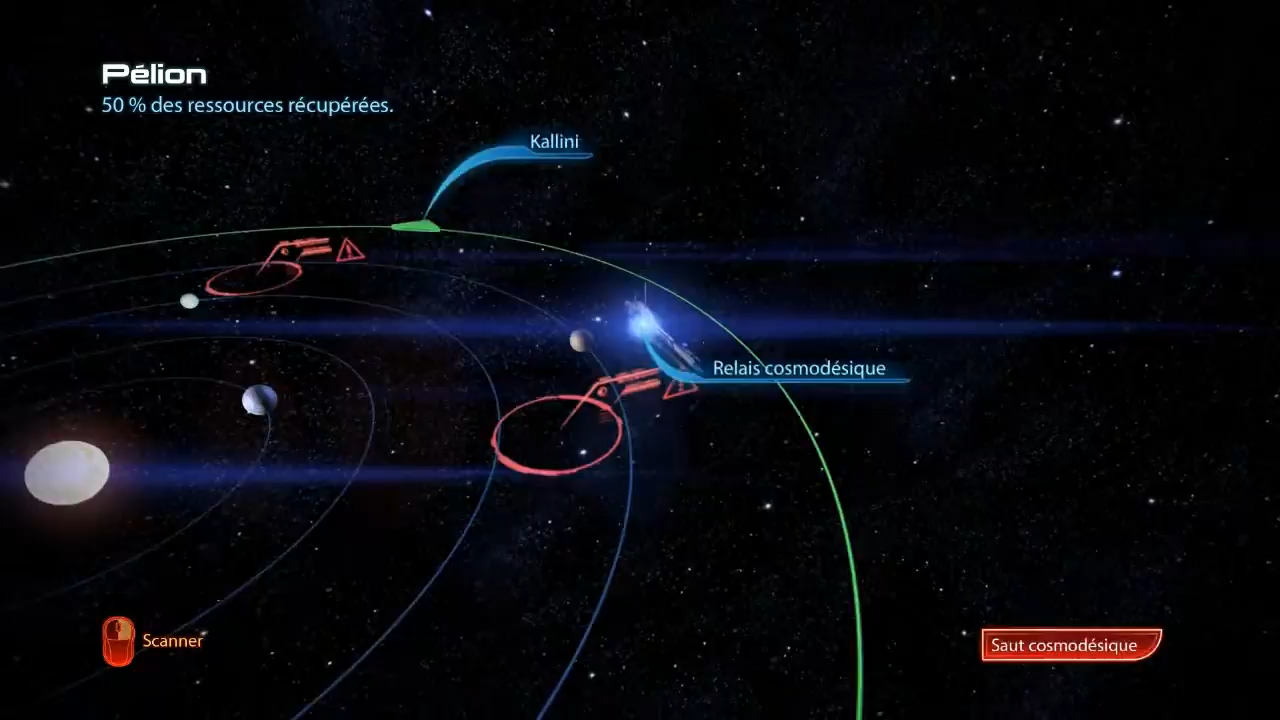 Pélion
50 % des ressources récupérées.
Kallini
Relais cosmodésique
Scanner
Saut cosmodésique